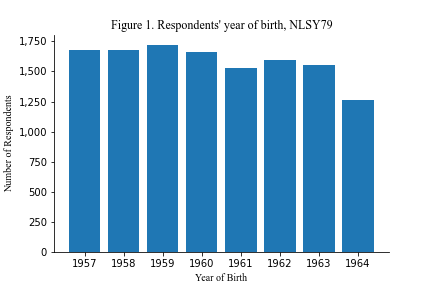 Figure 1. Respondents' year of birth, NLSY79
1,750
1,500
1,250
1,000
750
500
250
0
Number of Respondents
1957 1958 1959 1960 1961 1962 1963 1964
Year of Birth